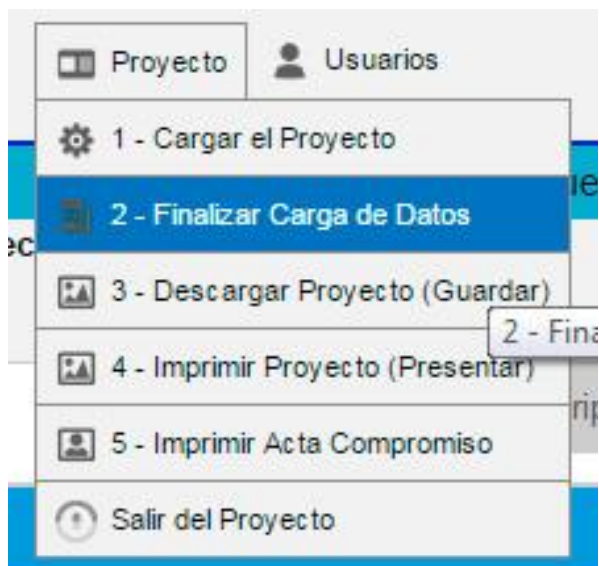 Proyecto Usuarios
1 - Cargar el Proyecto
2 - Finalizar Carga de Datos
3 - Descargar Proyecto (Guardar)
2 - Fina
4 - Imprimir Proyecto (Presentar)
5 - Imprimir Acta Compromiso
Salir del Proyecto